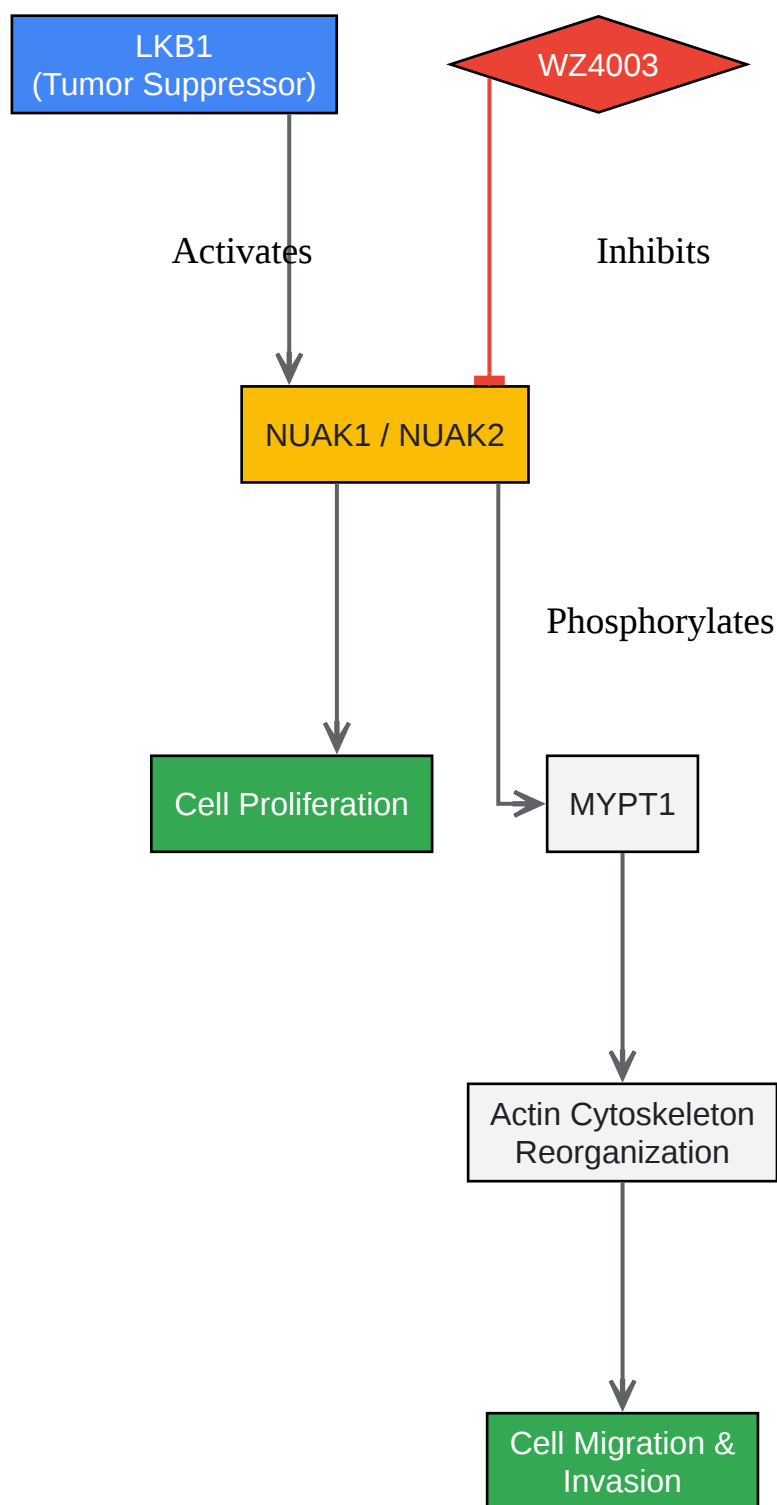 LKB1
(Tumor Suppressor)
WZ4003
Activates
Inhibits
NUAK1 / NUAK2
Phosphorylates
Cell Proliferation
MYPT1
Actin Cytoskeleton
Reorganization
Cell Migration &
Invasion